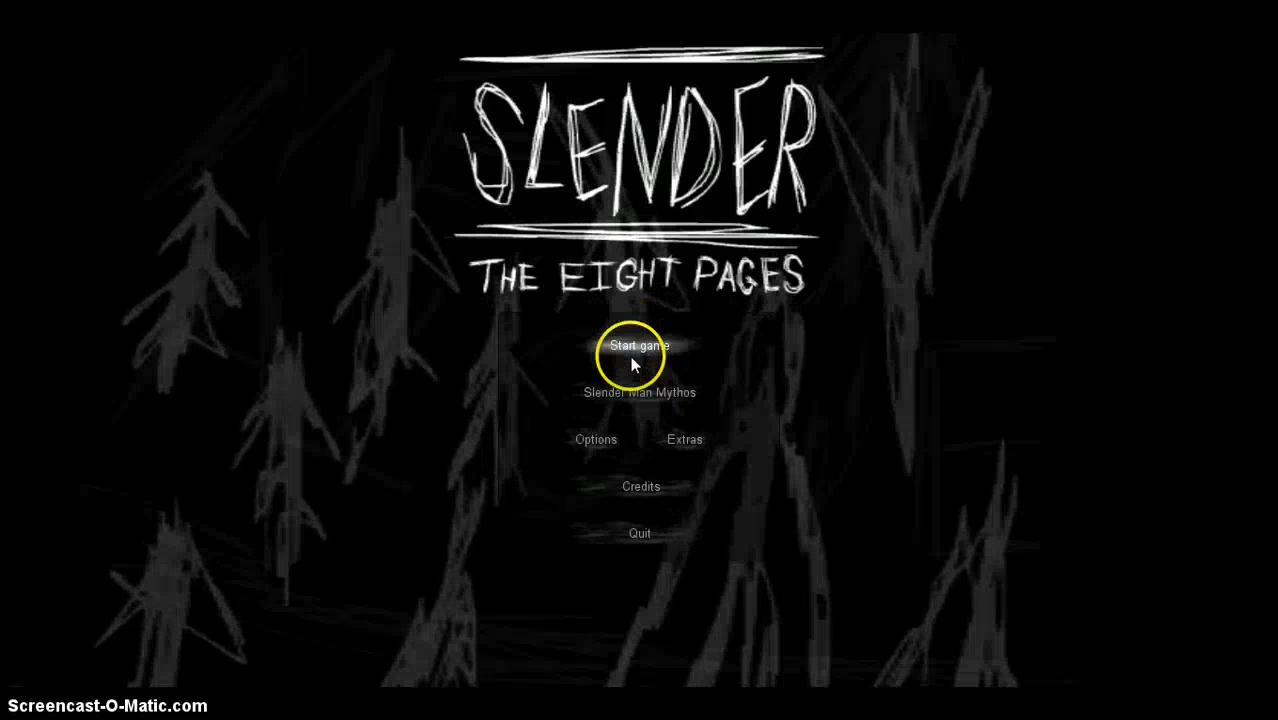 SLENDER
THE EIGHT PAGES
Start game
Slender Man Mythos
Options Extras
Credits
Quit
Screencast-O-Matic.com